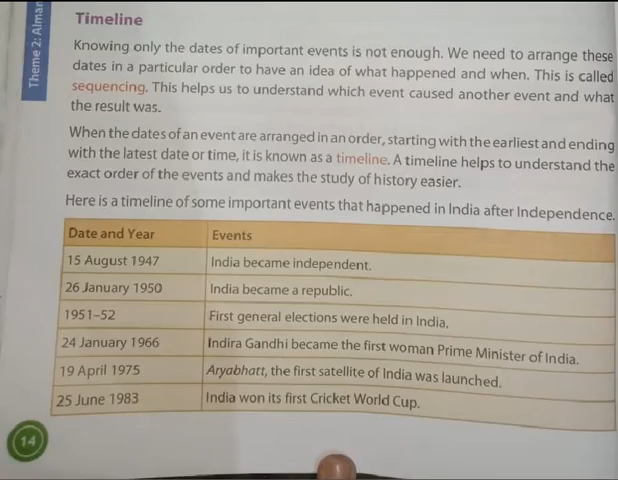 Theme 2: Alman
Timeline
Knowing only the dates of important events is not enough. We need to arrange these
dates in a particular order to have an idea of what happened and when. This is called
sequencing. This helps us to understand which event caused another event and what
the result was.
When the dates of an event are arranged in an order, starting with the earliest and ending
with the latest date or time, it is known as a timeline. A timeline helps to understand the
exact order of the events and makes the study of history easier.
Here is a timeline of some important events that happened in India after Independence.
Date and Year Events
15 August 1947 India became independent.
26 January 1950 India became a republic.
1951–52 First general elections were held in India.
24 January 1966 Indira Gandhi became the first woman Prime Minister of India.
19 April 1975 Aryabhatt, the first satellite of India was launched.
25 June 1983 India won its first Cricket World Cup.
14